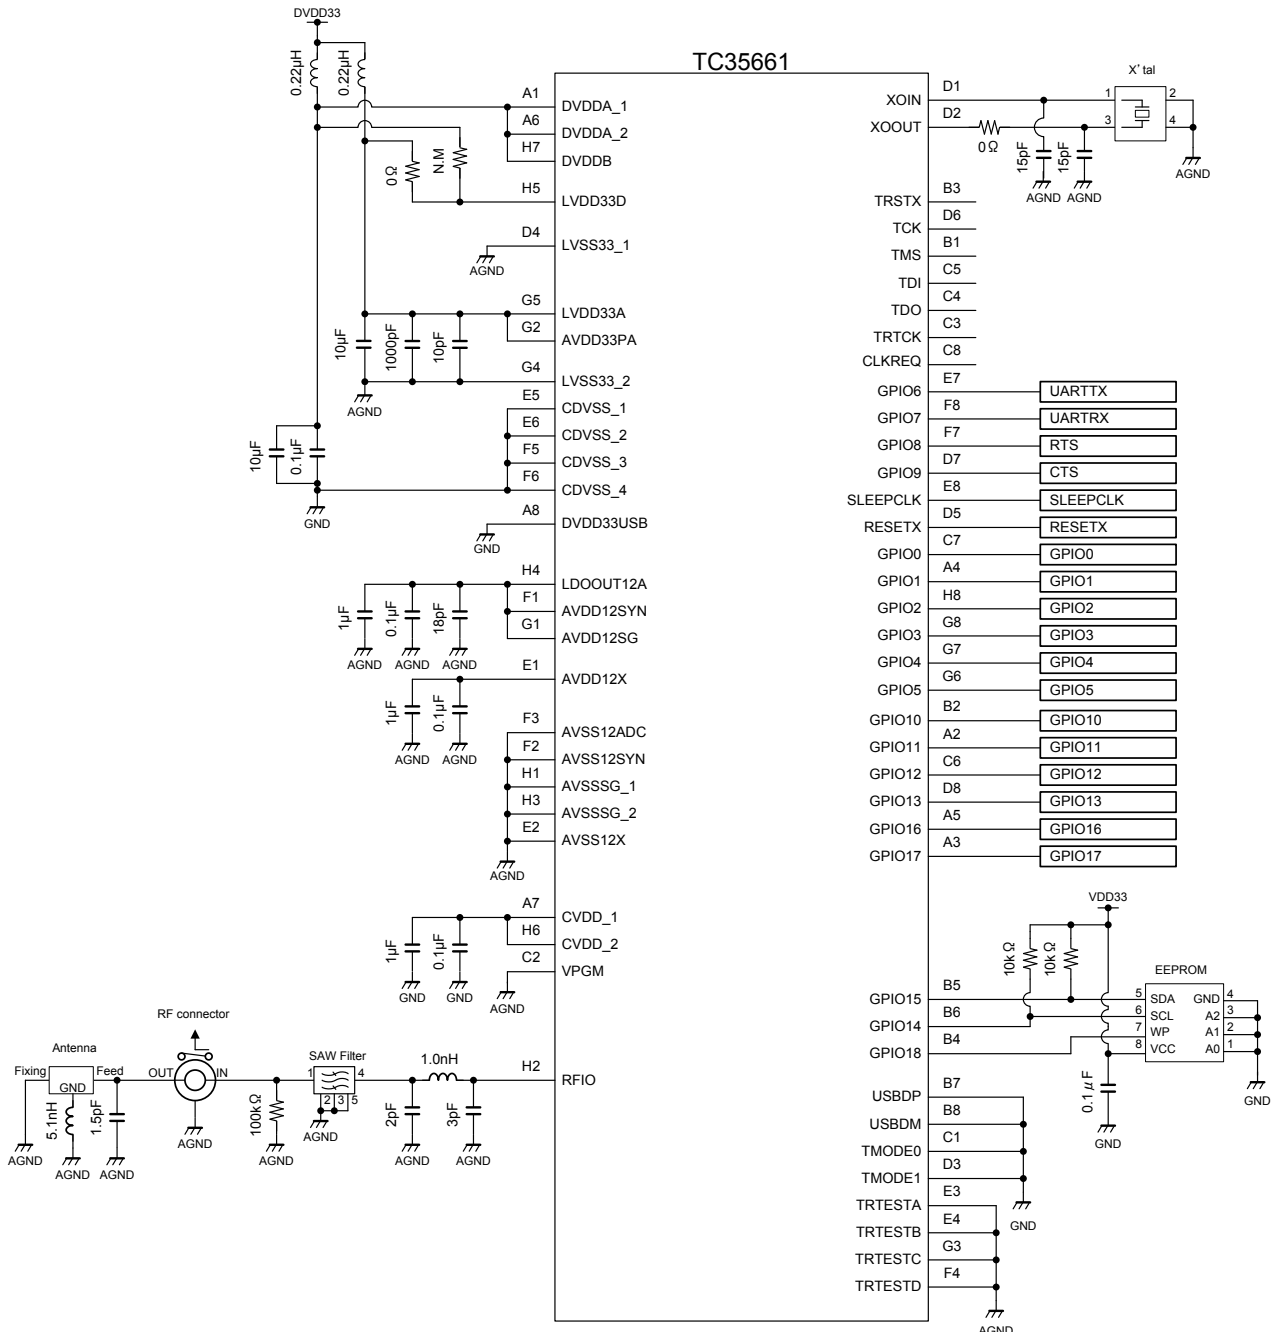 DVDD33
0.22μH
0.22μH
TC35661
A1
DVDDA_1
A6
DVDDA_2
H7
DVDDB
0Ω
N.M
H5
LVDD33D
D4
LVSS33_1
AGND
G5
LVDD33A
G2
AVDD33PA
10μF
1000pF
10pF
G4
LVSS33_2
AGND
E5
CDVSS_1
E6
CDVSS_2
F5
CDVSS_3
F6
CDVSS_4
10μF
0.1μF
GND
A8
DVDD33USB
GND
H4
LDOOUT12A
F1
AVDD12SYN
G1
AVDD12SG
1μF
0.1μF
18pF
AGND
AGND
AGND
E1
AVDD12X
1μF
0.1μF
AGND
AGND
F3
AVSS12ADC
F2
AVSS12SYN
H1
AVSSSG_1
H3
AVSSSG_2
E2
AVSS12X
AGND
A7
CVDD_1
H6
CVDD_2
1μF
0.1μF
GND
GND
C2
VPGM
AGND
RF connector
Antenna
Fixing
Feed
GND
OUT
IN
SAW Filter
1
4
2
3
5
1.0nH
H2
RFIO
5.1nH
1.5pF
100kΩ
2pF
3pF
AGND
AGND
AGND
AGND
AGND
AGND
AGND
AGND
D1
XOIN
D2
XOOUT
0Ω
15pF
15pF
AGND
AGND
X'tal
1
2
3
4
AGND
B3
TRSTX
D6
TCK
B1
TMS
C5
TDI
C4
TDO
C3
TRTCK
C8
CLKREQ
E7
GPIO6
UARTTX
F8
GPIO7
UARTRX
F7
GPIO8
RTS
D7
GPIO9
CTS
E8
SLEEPCLK
SLEEPCLK
D5
RESETX
RESETX
C7
GPIO0
GPIO0
A4
GPIO1
GPIO1
H8
GPIO2
GPIO2
G8
GPIO3
GPIO3
G7
GPIO4
GPIO4
G6
GPIO5
GPIO5
B2
GPIO10
GPIO10
A2
GPIO11
GPIO11
C6
GPIO12
GPIO12
D8
GPIO13
GPIO13
A5
GPIO16
GPIO16
A3
GPIO17
GPIO17
VDD33
10kΩ
10kΩ
EEPROM
B5
GPIO15
B6
GPIO14
B4
GPIO18
5
SDA
GND
4
6
SCL
A2
3
7
WP
A1
2
8
VCC
A0
1
0.1μF
GND
GND
B7
USBDP
B8
USBDM
C1
TMODE0
D3
TMODE1
GND
E3
TRTESTA
E4
TRTESTB
G3
TRTESTC
F4
TRTESTD
AGND